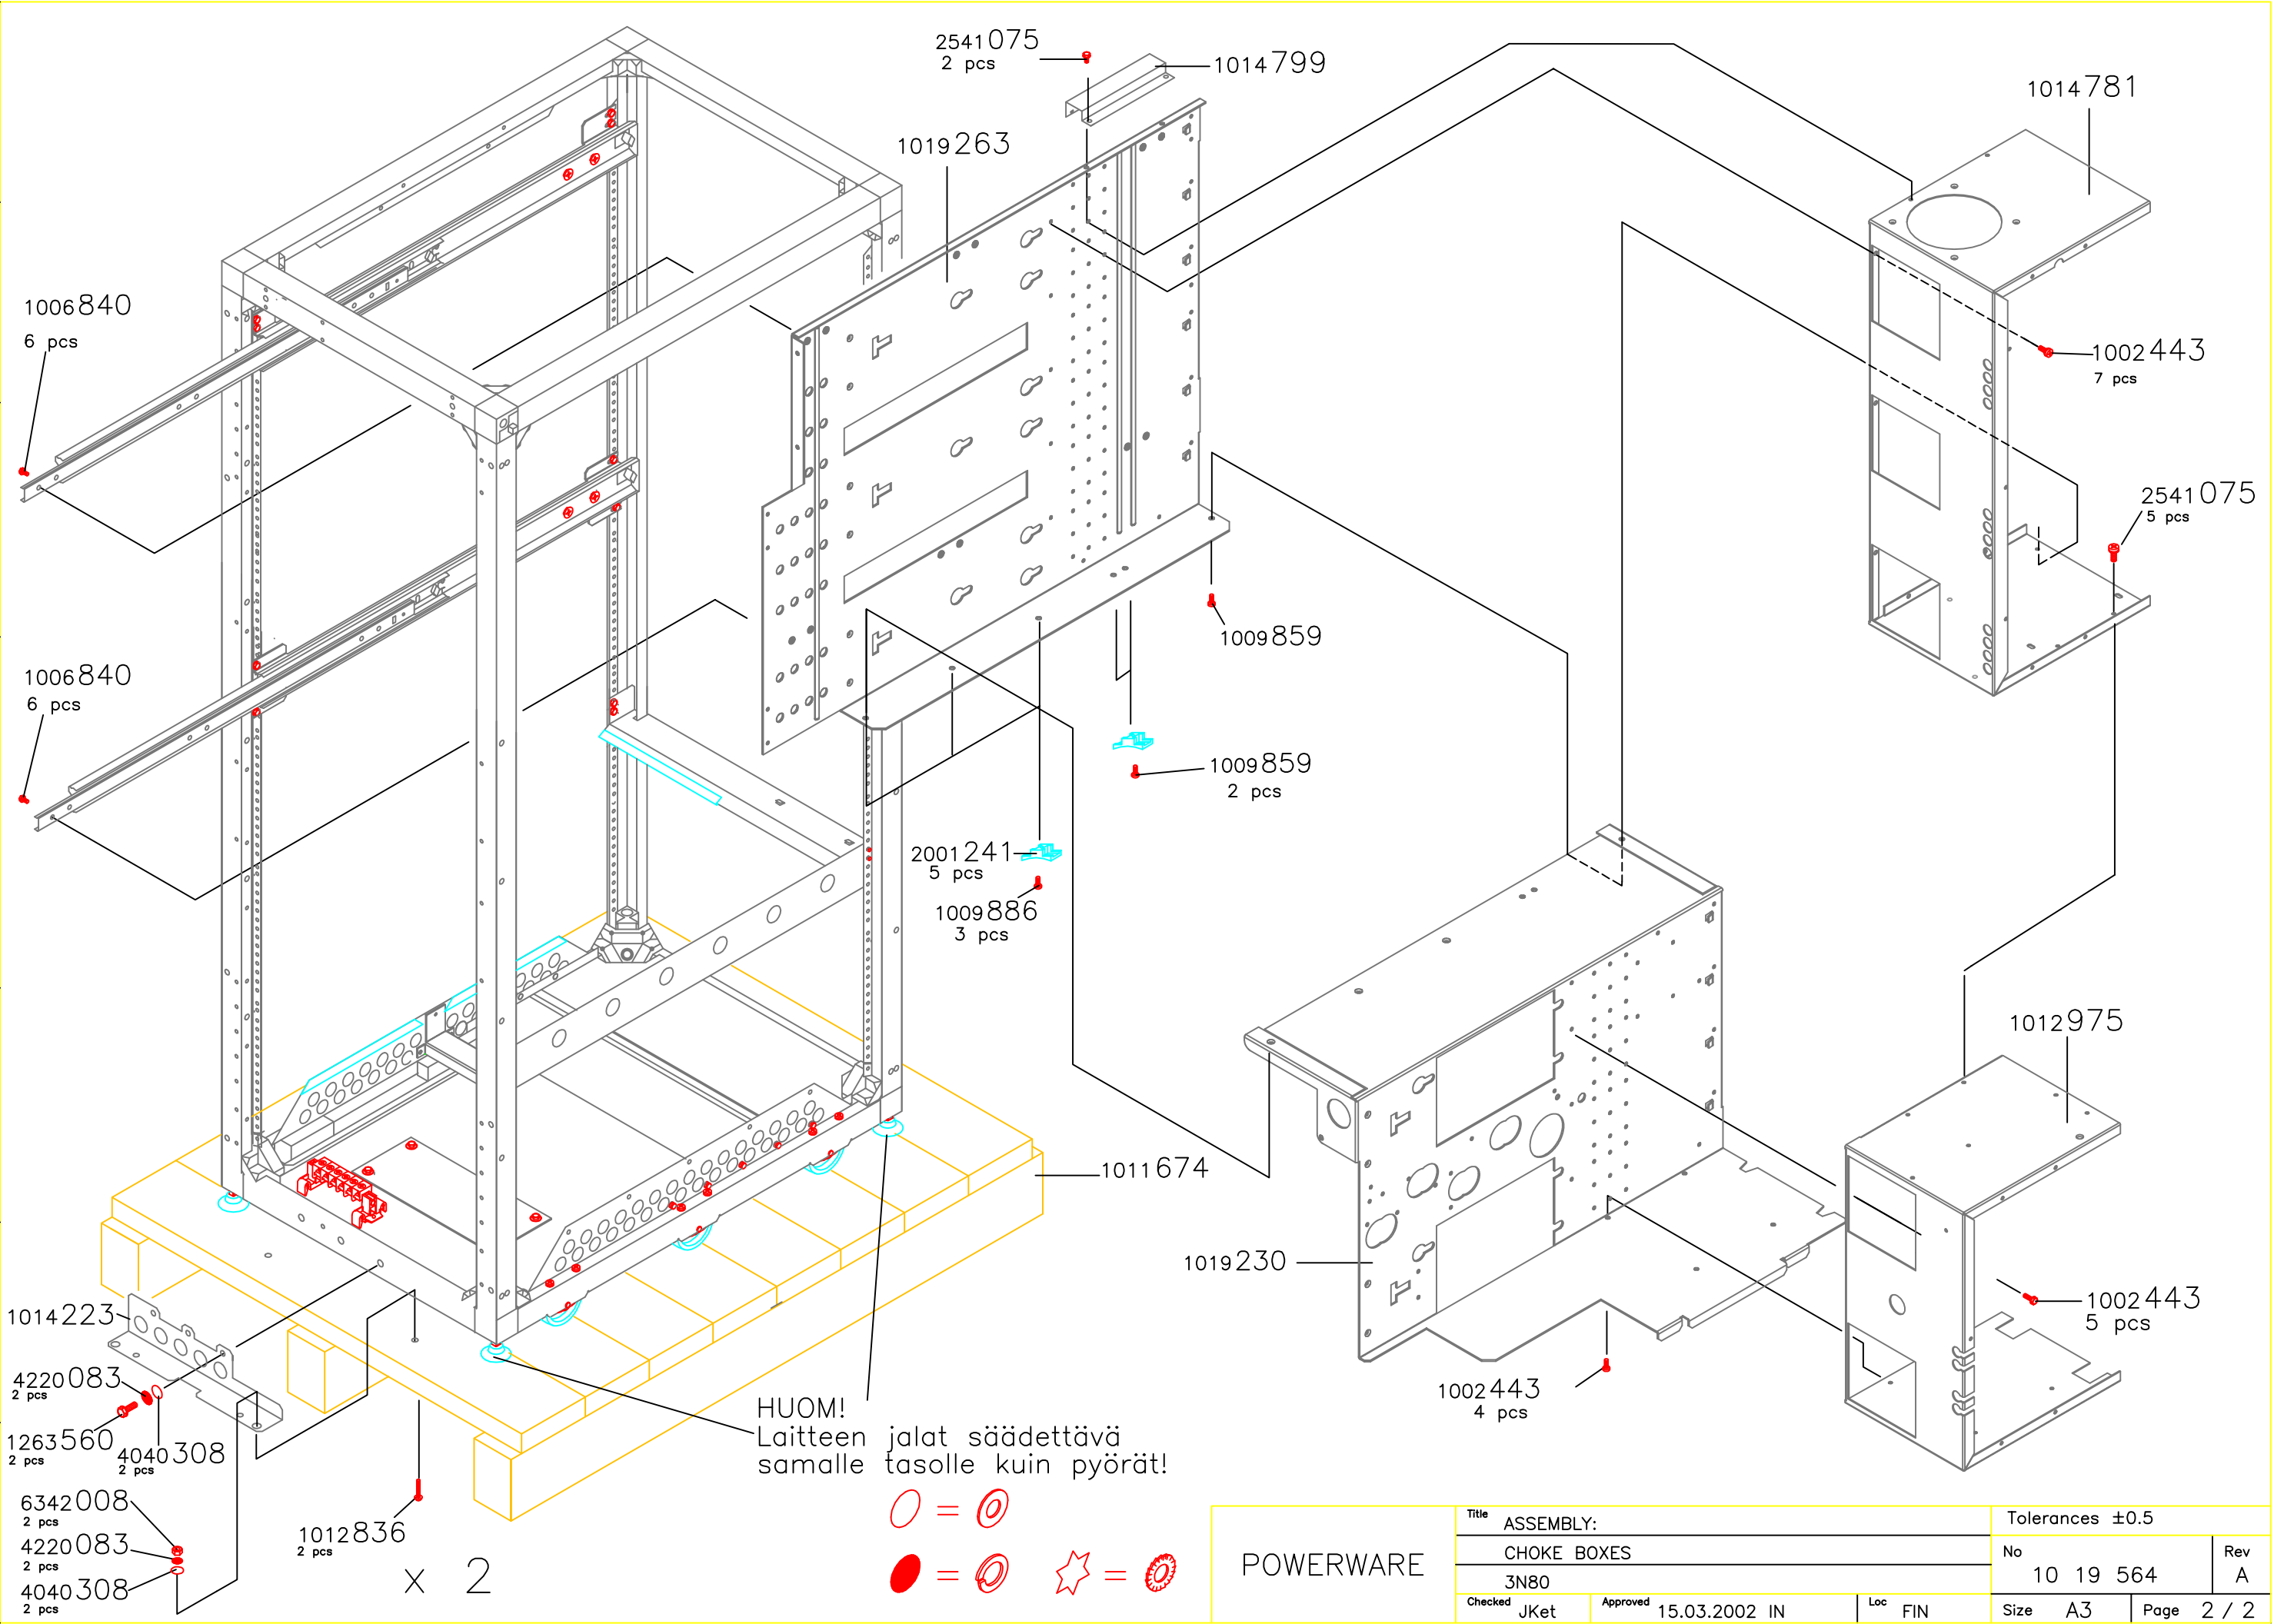 2541075
2 pcs
1014799
1014781
1019263
1006840
6 pcs
1002443
7 pcs
2541075
5 pcs
1009859
1006840
6 pcs
1009859
2 pcs
2001241
5 pcs
1009886
3 pcs
1012975
1011674
1019230
1002443
5 pcs
1014223
4220083
2 pcs
1263560
2 pcs
4040308
2 pcs
1002443
4 pcs
HUOM!
Laitteen jalat säädettävä
samalle tasolle kuin pyörät!
6342008
2 pcs
4220083
2 pcs
4040308
2 pcs
1012836
2 pcs
x 2
=
=
=
POWERWARE
Title ASSEMBLY:
CHOKE BOXES
3N80
Checked JKet
Approved 15.03.2002 IN
Loc FIN
Tolerances ±0.5
No 10 19 564
Rev A
Size A3
Page 2 / 2